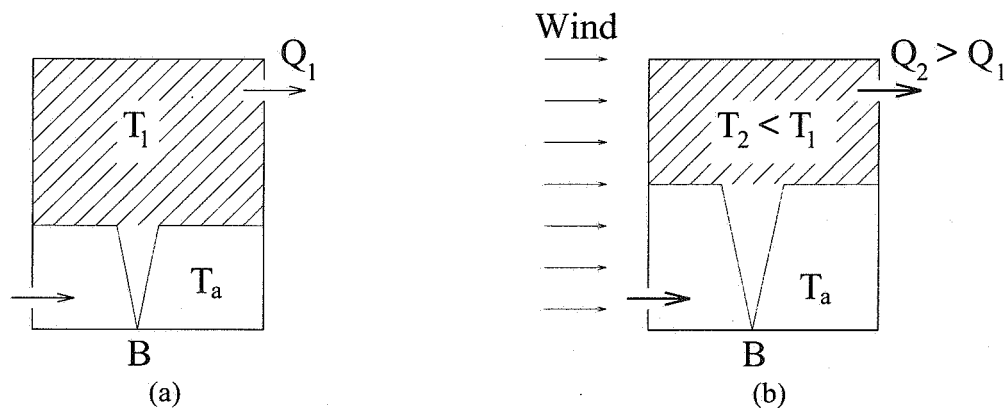 Q₁
T₁
Tₐ
B
(a)
Wind
Q₂ > Q₁
T₂ < T₁
Tₐ
B
(b)